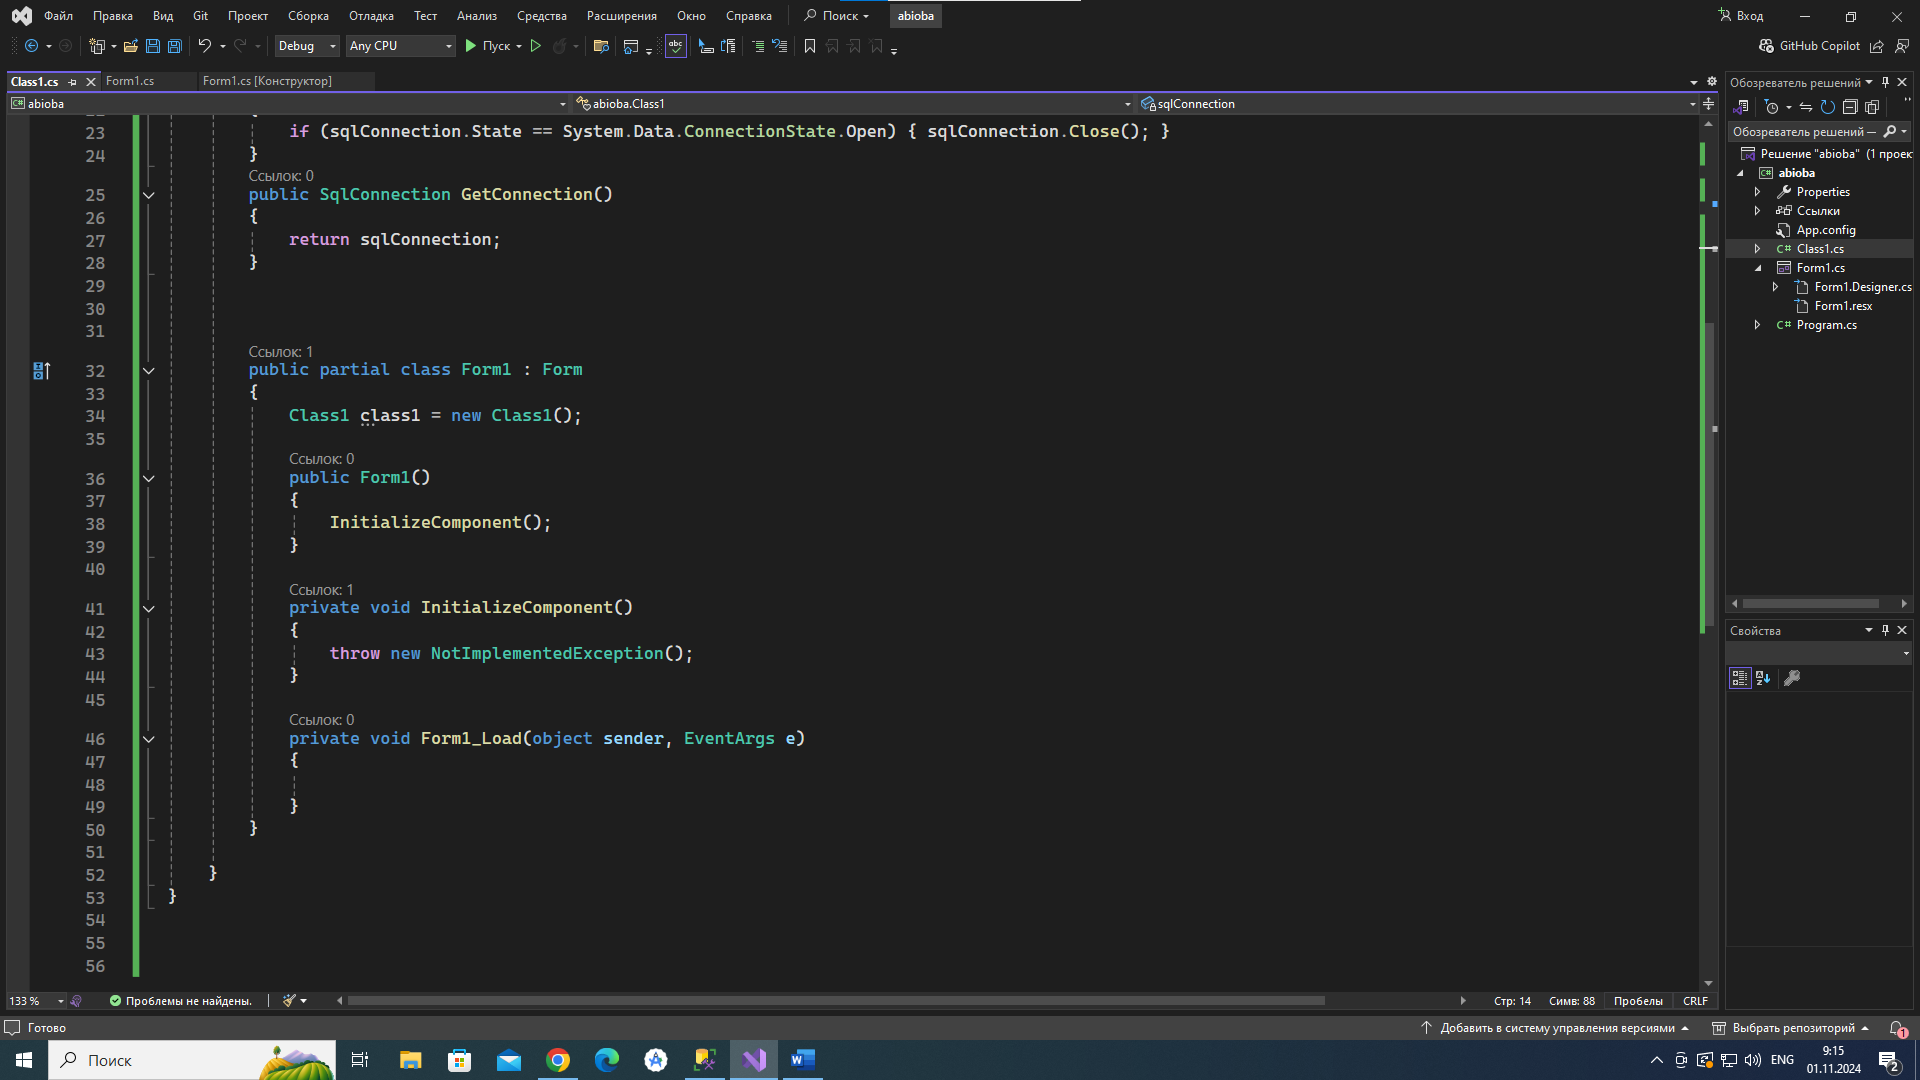 Файл Правка Вид Git Проект Сборка Отладка Тест Анализ Средства Расширения Окно Справка Поиск abioba Вход
Debug Any CPU Пуск GitHub Copilot
Class1.cs Form1.cs Form1.cs [Конструктор]
abioba abioba.Class1 sqlConnection
23 if (sqlConnection.State == System.Data.ConnectionState.Open) { sqlConnection.Close(); }
24 }
Ссылок: 0
25 public SqlConnection GetConnection()
26 {
27 return sqlConnection;
28 }
29
30
31
Ссылок: 1
32 public partial class Form1 : Form
33 {
34 Class1 class1 = new Class1();
35
Ссылок: 0
36 public Form1()
37 {
38 InitializeComponent();
39 }
40
Ссылок: 1
41 private void InitializeComponent()
42 {
43 throw new NotImplementedException();
44 }
45
Ссылок: 0
46 private void Form1_Load(object sender, EventArgs e)
47 {
48
49 }
50 }
51
52 }
53 }
54
55
56
133 % Проблемы не найдены. Стр: 14 Симв: 88 Пробелы CRLF
Обозреватель решений
Обозреватель решений —
Решение "abioba" (1 проек
abioba
Properties
Ссылки
App.config
Class1.cs
Form1.cs
Form1.Designer.cs
Form1.resx
Program.cs
Свойства
Готово Добавить в систему управления версиями Выбрать репозиторий 1
Поиск ENG 9:15
01.11.2024 2